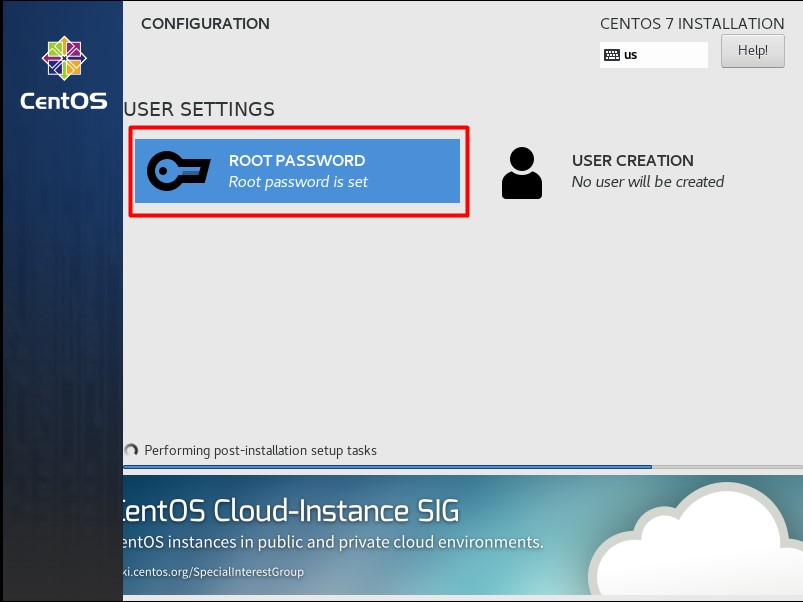 CONFIGURATION
CENTOS 7 INSTALLATION
us
Help!
CentOS
USER SETTINGS
ROOT PASSWORD
Root password is set
USER CREATION
No user will be created
Performing post-installation setup tasks
entOS Cloud-Instance SIG
entOS instances in public and private cloud environments.
ki.centos.org/SpecialInterestGroup